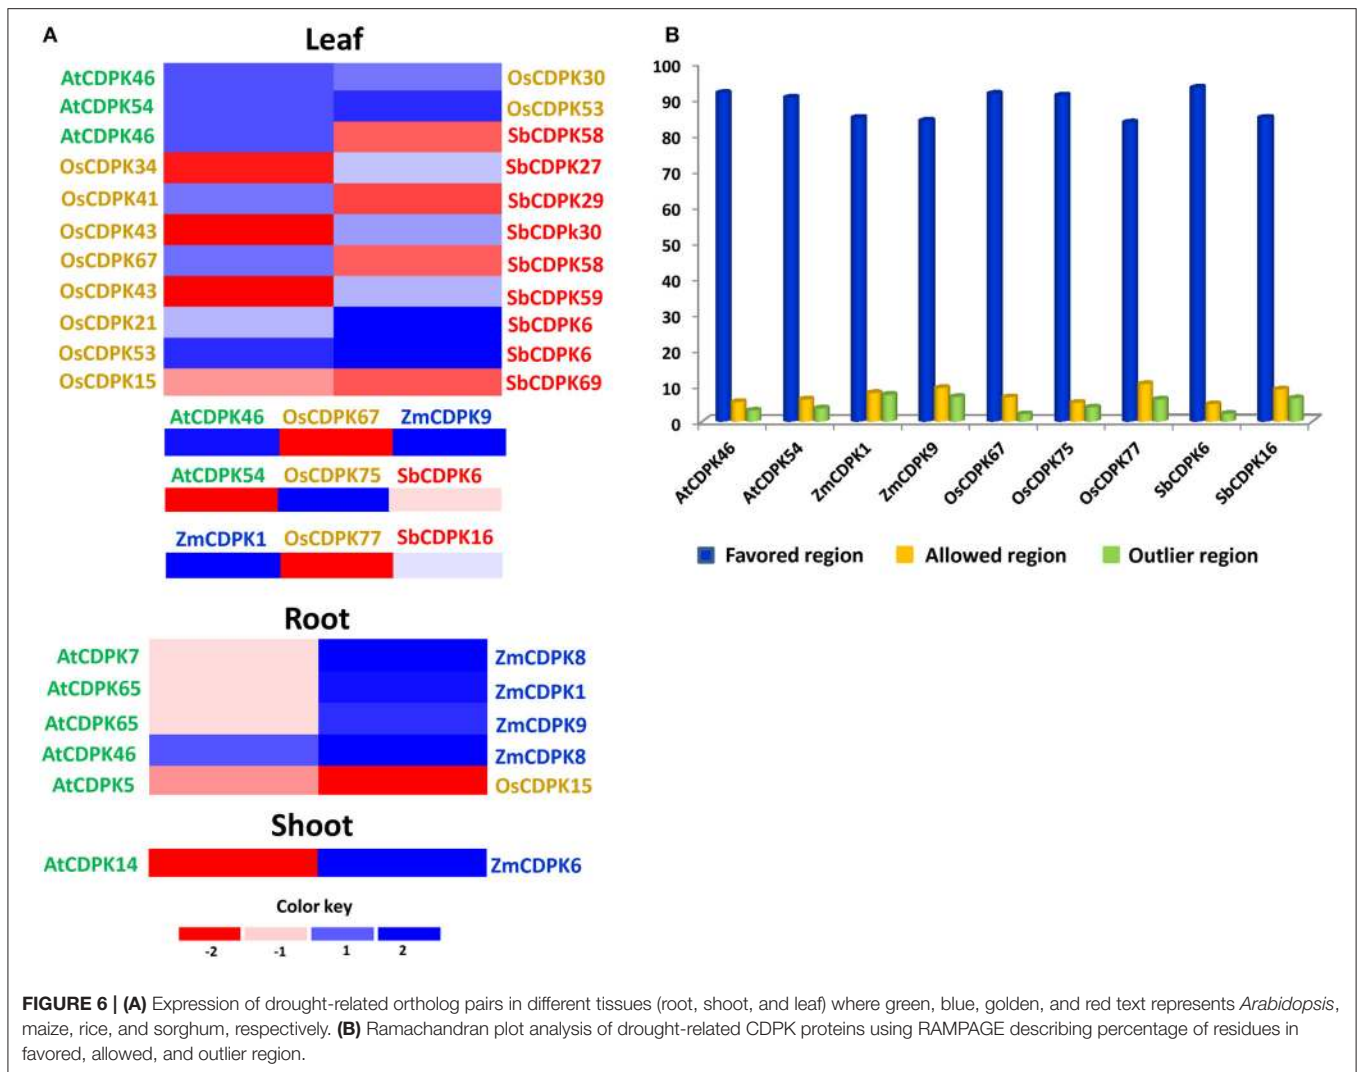 A
Leaf
AtCDPK46 OsCDPK30
AtCDPK54 OsCDPK53
AtCDPK46 SbCDPK58
OsCDPK34 SbCDPK27
OsCDPK41 SbCDPK29
OsCDPK43 SbCDPk30
OsCDPK67 SbCDPK58
OsCDPK43 SbCDPK59
OsCDPK21 SbCDPK6
OsCDPK53 SbCDPK6
OsCDPK15 SbCDPK69
AtCDPK46 OsCDPK67 ZmCDPK9
AtCDPK54 OsCDPK75 SbCDPK6
ZmCDPK1 OsCDPK77 SbCDPK16
Root
AtCDPK7 ZmCDPK8
AtCDPK65 ZmCDPK1
AtCDPK65 ZmCDPK9
AtCDPK46 ZmCDPK8
AtCDPK5 OsCDPK15
Shoot
AtCDPK14 ZmCDPK6
Color key
-2 -1 1 2
B
100
90
80
70
60
50
40
30
20
10
0
AtCDPK46 AtCDPK54 ZmCDPK1 ZmCDPK9 OsCDPK67 OsCDPK75 OsCDPK77 SbCDPK6 SbCDPK16
Favored region Allowed region Outlier region
FIGURE 6 | (A) Expression of drought-related ortholog pairs in different tissues (root, shoot, and leaf) where green, blue, golden, and red text represents Arabidopsis,
maize, rice, and sorghum, respectively. (B) Ramachandran plot analysis of drought-related CDPK proteins using RAMPAGE describing percentage of residues in
favored, allowed, and outlier region.